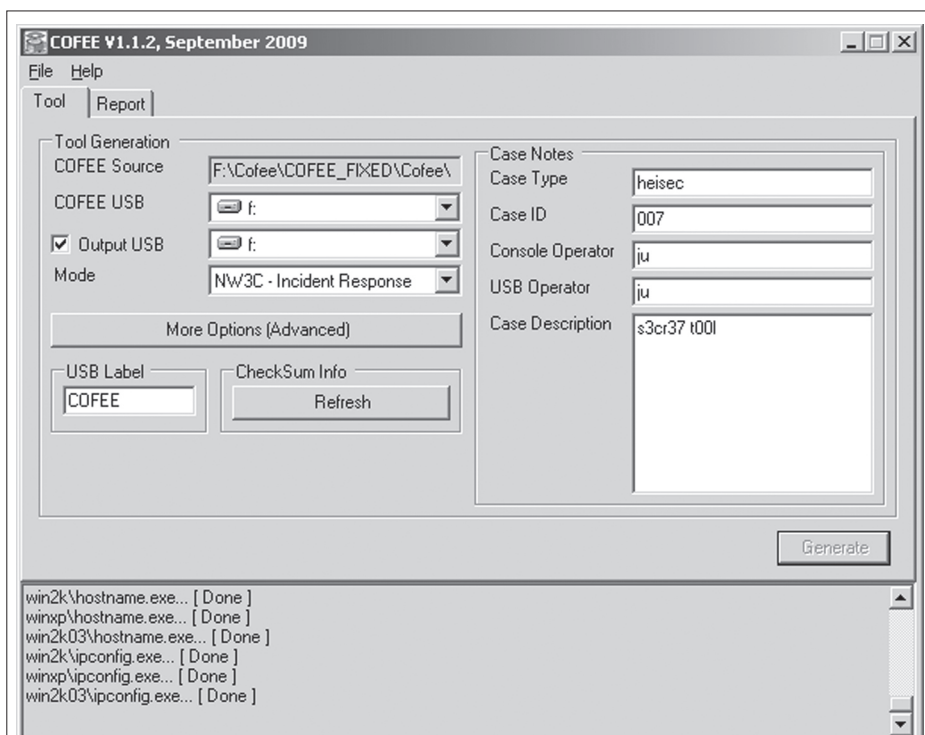 COFEE V1.1.2, September 2009
File Help
Tool Report
Tool Generation
COFEE Source F:\Cofee\COFEE_FIXED\Cofee\
COFEE USB f:
Output USB f:
Mode NW3C - Incident Response
More Options (Advanced)
USB Label
COFEE
CheckSum Info
Refresh
Case Notes
Case Type heisec
Case ID 007
Console Operator ju
USB Operator ju
Case Description s3cr37 t00l
Generate
win2k\hostname.exe... [ Done ]
winxp\hostname.exe... [ Done ]
win2k03\hostname.exe... [ Done ]
win2k\ipconfig.exe... [ Done ]
winxp\ipconfig.exe... [ Done ]
win2k03\ipconfig.exe... [ Done ]